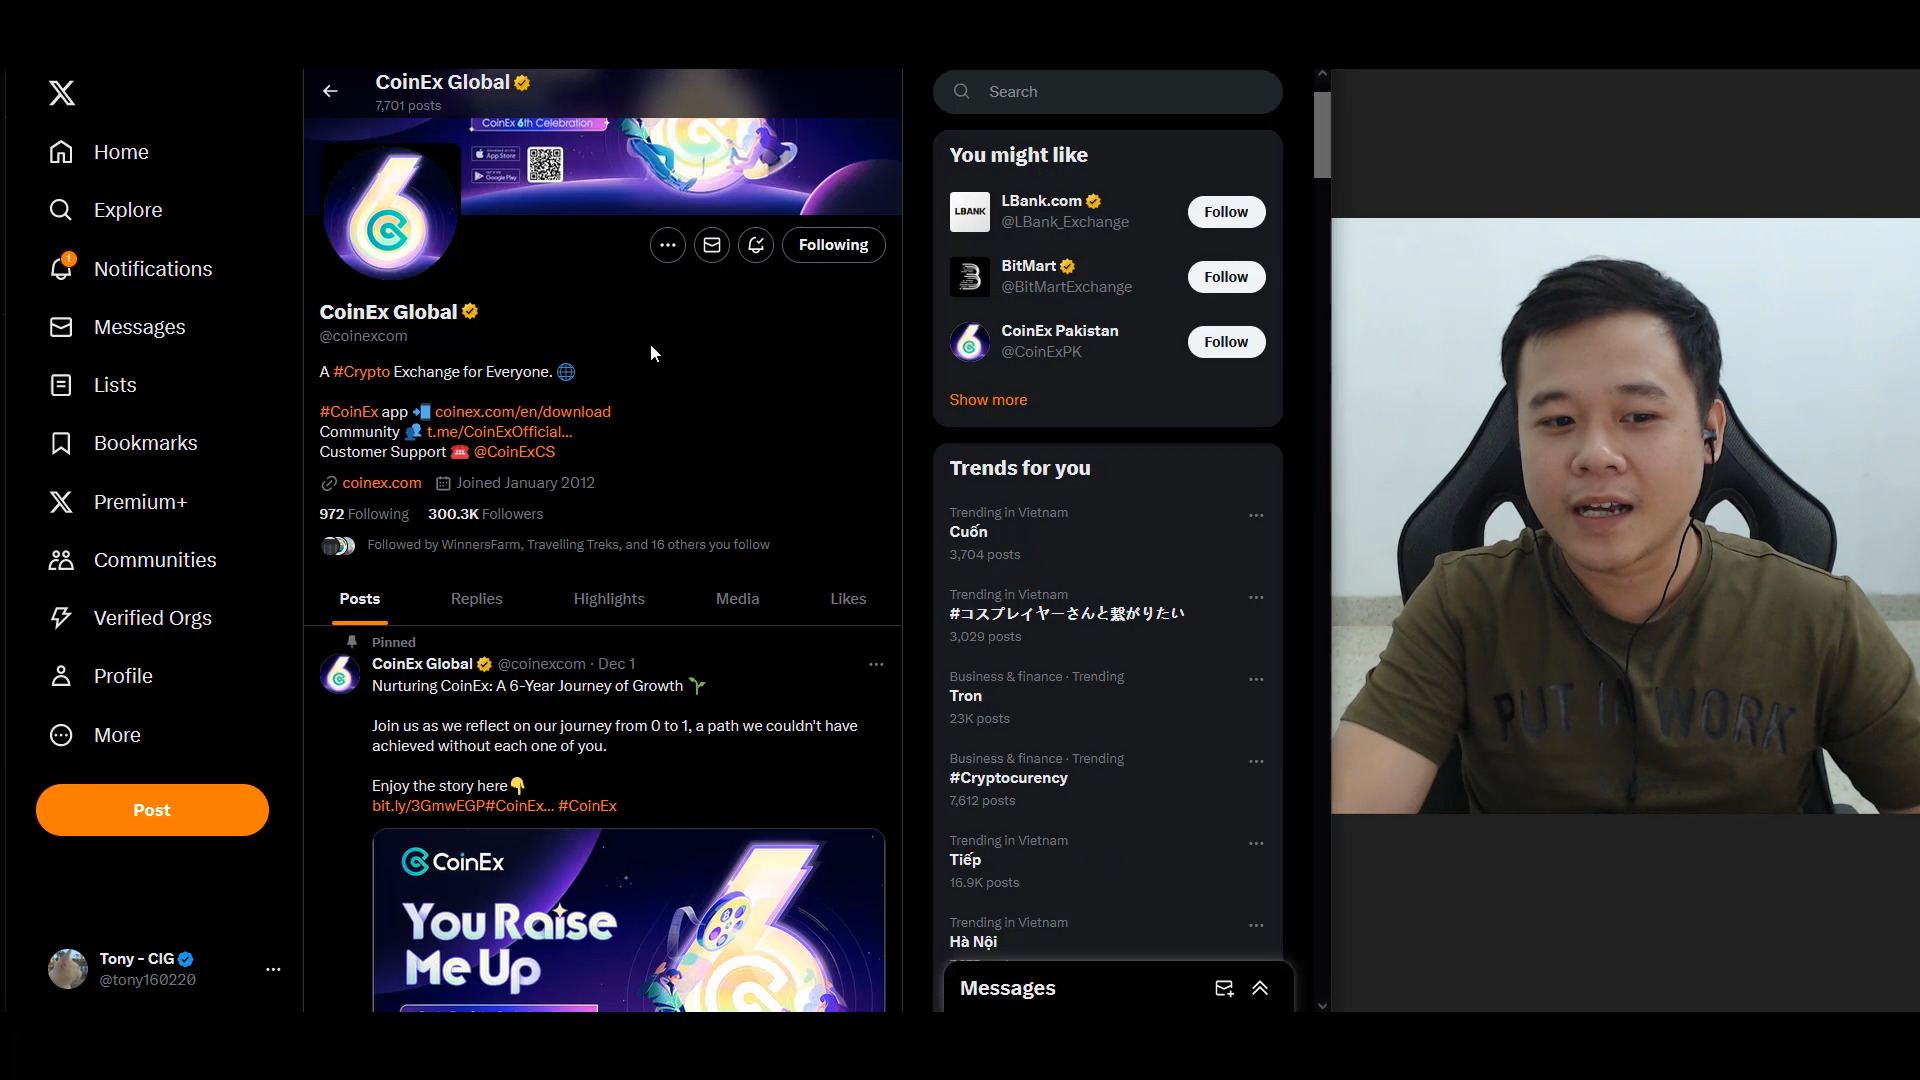 Home
Explore
1
Notifications
Messages
Lists
Bookmarks
Premium+
Communities
Verified Orgs
Profile
More
Post
Tony - CIG
@tony160220
CoinEx Global
7,701 posts
CoinEx 6th Celebration
App Store
Google Play
Following
CoinEx Global
@coinexcom
A #Crypto Exchange for Everyone.
#CoinEx app coinex.com/en/download
Community t.me/CoinExOfficial...
Customer Support @CoinExCS
coinex.com Joined January 2012
972 Following 300.3K Followers
Followed by WinnersFarm, Travelling Treks, and 16 others you follow
Posts Replies Highlights Media Likes
Pinned
CoinEx Global @coinexcom · Dec 1
Nurturing CoinEx: A 6-Year Journey of Growth
Join us as we reflect on our journey from 0 to 1, a path we couldn't have
achieved without each one of you.
Enjoy the story here
bit.ly/3GmwEGP#CoinEx... #CoinEx
CoinEx
You Raise
Me Up
Search
You might like
LBANK
LBank.com
@LBank_Exchange
Follow
BitMart
@BitMartExchange
Follow
CoinEx Pakistan
@CoinExPK
Follow
Show more
Trends for you
Trending in Vietnam
Cuốn
3,704 posts
Trending in Vietnam
#コスプレイヤーさんと繋がりたい
3,029 posts
Business & finance · Trending
Tron
23K posts
Business & finance · Trending
#Cryptocurency
7,612 posts
Trending in Vietnam
Tiếp
16.9K posts
Trending in Vietnam
Hà Nội
Messages
PUT IN WORK